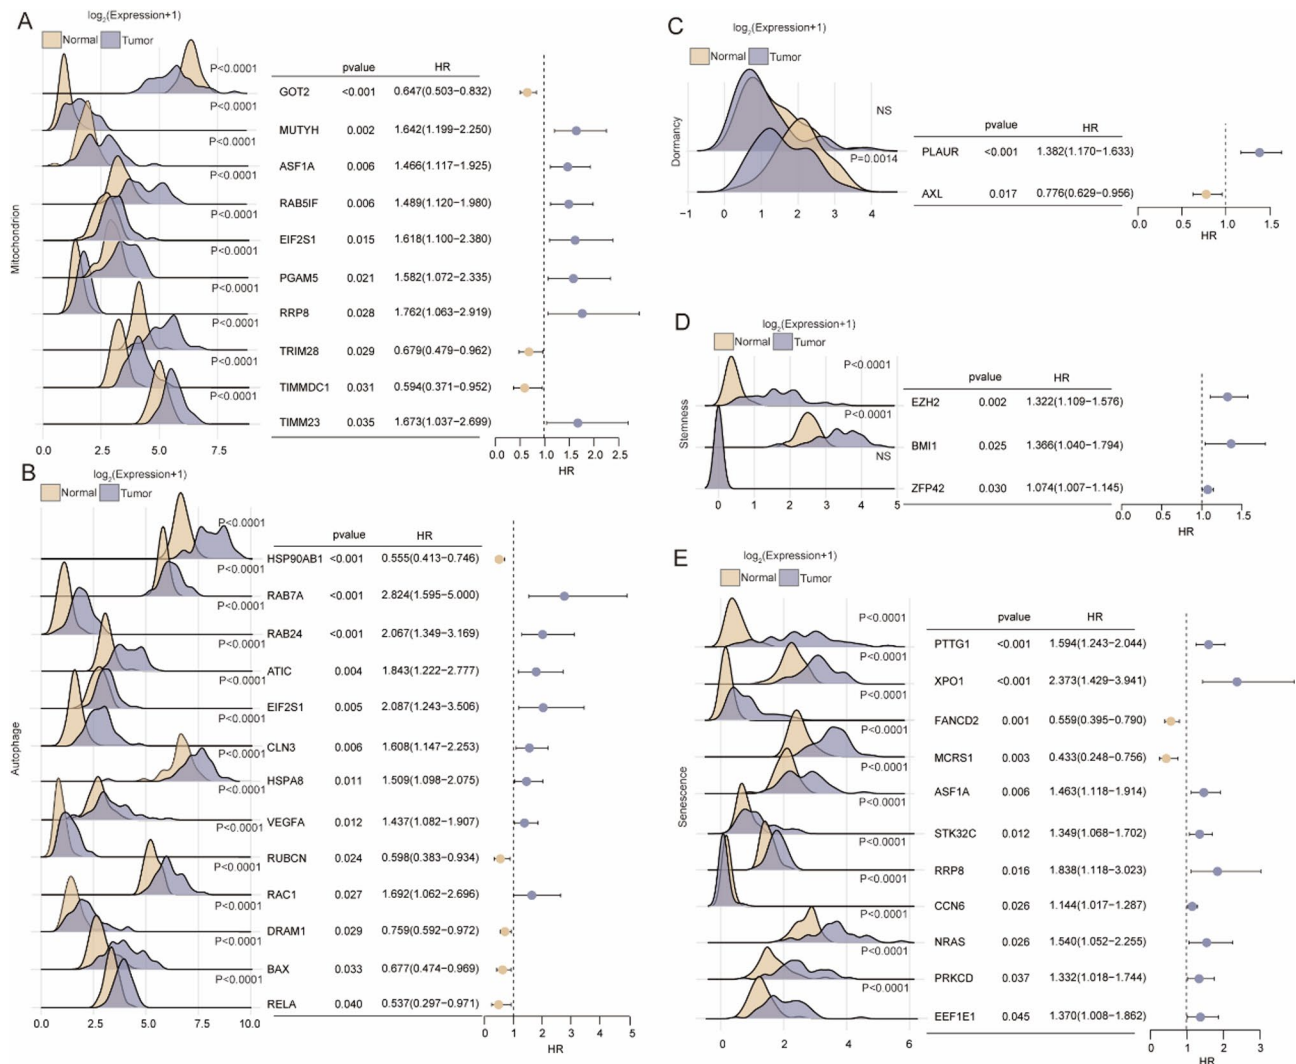 A
log2(Expression+1)
Normal Tumor
pvalue HR
P<0.0001
GOT2 <0.001 0.647(0.503−0.832)
P<0.0001
MUTYH 0.002 1.642(1.199−2.250)
P<0.0001
ASF1A 0.006 1.466(1.117−1.925)
P<0.0001
RAB5IF 0.006 1.489(1.120−1.980)
P<0.0001
EIF2S1 0.015 1.618(1.100−2.380)
P<0.0001
PGAM5 0.021 1.582(1.072−2.335)
P<0.0001
RRP8 0.028 1.762(1.063−2.919)
P<0.0001
TRIM28 0.029 0.679(0.479−0.962)
P<0.0001
TIMMDC1 0.031 0.594(0.371−0.952)
P<0.0001
TIMM23 0.035 1.673(1.037−2.699)
Mitochondrion
0.0 2.5 5.0 7.5
0.0 0.5 1.0 1.5 2.0 2.5
HR
B
log2(Expression+1)
Normal Tumor
pvalue HR
P<0.0001
HSP90AB1 <0.001 0.555(0.413−0.746)
P<0.0001
RAB7A <0.001 2.824(1.595−5.000)
P<0.0001
RAB24 <0.001 2.067(1.349−3.169)
P<0.0001
ATIC 0.004 1.843(1.222−2.777)
P<0.0001
EIF2S1 0.005 2.087(1.243−3.506)
P<0.0001
CLN3 0.006 1.608(1.147−2.253)
P<0.0001
HSPA8 0.011 1.509(1.098−2.075)
P<0.0001
VEGFA 0.012 1.437(1.082−1.907)
P<0.0001
RUBCN 0.024 0.598(0.383−0.934)
P<0.0001
RAC1 0.027 1.692(1.062−2.696)
P<0.0001
DRAM1 0.029 0.759(0.592−0.972)
P<0.0001
BAX 0.033 0.677(0.474−0.969)
P<0.0001
RELA 0.040 0.537(0.297−0.971)
Autophage
0.0 2.5 5.0 7.5 10.0
0 1 2 3 4 5
HR
C
log2(Expression+1)
Normal Tumor
pvalue HR
NS
PLAUR <0.001 1.382(1.170−1.633)
P=0.0014
AXL 0.017 0.776(0.629−0.956)
Dormancy
−1 0 1 2 3 4
0.0 0.5 1.0 1.5
HR
D
log2(Expression+1)
Normal Tumor
pvalue HR
P<0.0001
EZH2 0.002 1.322(1.109−1.576)
P<0.0001
BMI1 0.025 1.366(1.040−1.794)
NS
ZFP42 0.030 1.074(1.007−1.145)
Stemness
0 1 2 3 4 5
0.0 0.5 1.0 1.5
HR
E
log2(Expression+1)
Normal Tumor
pvalue HR
P<0.0001
PTTG1 <0.001 1.594(1.243−2.044)
P<0.0001
XPO1 <0.001 2.373(1.429−3.941)
P<0.0001
FANCD2 0.001 0.559(0.395−0.790)
P<0.0001
MCRS1 0.003 0.433(0.248−0.756)
P<0.0001
ASF1A 0.006 1.463(1.118−1.914)
P<0.0001
STK32C 0.012 1.349(1.068−1.702)
P<0.0001
RRP8 0.016 1.838(1.118−3.023)
P<0.0001
CCN6 0.026 1.144(1.017−1.287)
P<0.0001
NRAS 0.026 1.540(1.052−2.255)
P<0.0001
PRKCD 0.037 1.332(1.018−1.744)
P<0.0001
EEF1E1 0.045 1.370(1.008−1.862)
Senescence
0 2 4 6
0 1 2 3
HR